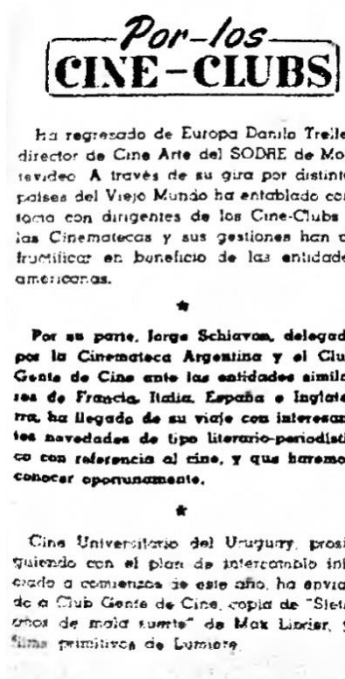 Por los
CINE-CLUBS
ha regresado de Europa Danilo Trelle
director de Cine Arte del SODRE de Mo
tevideo A través de su gira por distint
países del Viejo Mundo ha entablado con
tacto con dirigentes de los Cine-Clubs
las Cinematecas y sus gestiones han d
fructificar en beneficio de las entidade
americanas.
★
Por su parte, Jorge Schiavon, delegad
por la Cinemateca Argentina y el Clu
Gente de Cine ante las entidades simila
res de Francia, Italia, España e Inglate
rra, ha llegado de su viaje con interesan
tes novedades de tipo literario-periodísti
co con referencia al cine, y que haremo
conocer oportunamente.
★
Cine Universitario del Uruguay, prosi
guiendo con el plan de intercambio ini
ciado a comienzos de este año, ha envia
do a Club Gente de Cine, copia de "Siete
años de mala suerte" de Max Linder, y
films primitivos de Lumiere